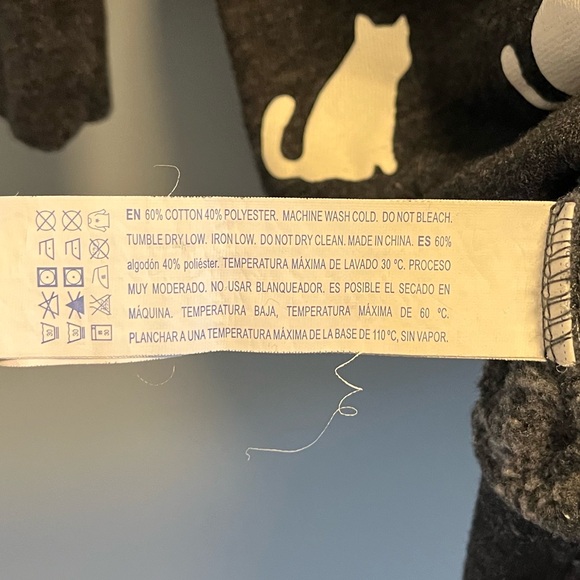 EN 60% COTTON 40% POLYESTER. MACHINE WASH COLD. DO NOT BLEACH.
TUMBLE DRY LOW. IRON LOW. DO NOT DRY CLEAN. MADE IN CHINA. ES 60%
algodón 40% poliéster. TEMPERATURA MÁXIMA DE LAVADO 30 ºC. PROCESO
MUY MODERADO. NO USAR BLANQUEADOR. ES POSIBLE EL SECADO EN
MÁQUINA. TEMPERATURA BAJA, TEMPERATURA MÁXIMA DE 60 ºC.
PLANCHAR A UNA TEMPERATURA MÁXIMA DE LA BASE DE 110 ºC, SIN VAPOR.